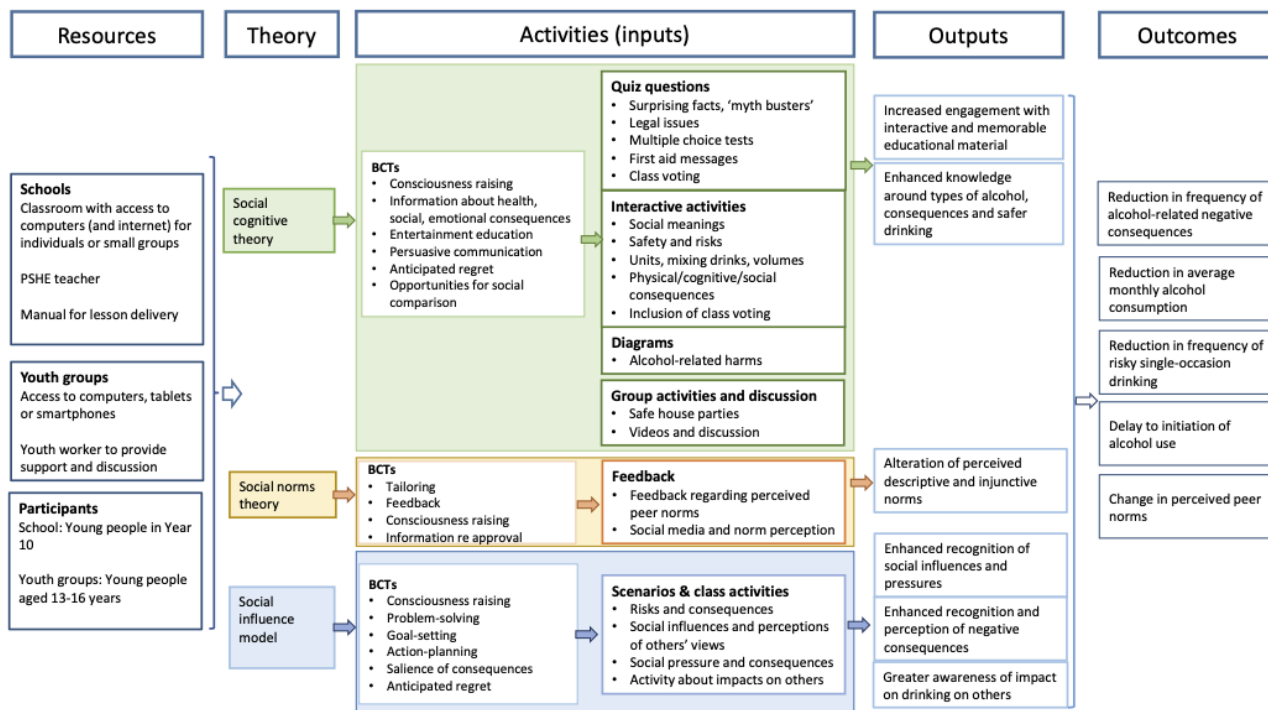 Resources
Theory
Activities (inputs)
Outputs
Outcomes
Schools
Classroom with access to
computers (and internet) for
individuals or small groups
PSHE teacher
Manual for lesson delivery
Youth groups
Access to computers, tablets
or smartphones
Youth worker to provide
support and discussion
Participants
School: Young people in Year
10
Youth groups: Young people
aged 13-16 years
Social
cognitive
theory
BCTs
• Consciousness raising
• Information about health,
social, emotional consequences
• Entertainment education
• Persuasive communication
• Anticipated regret
• Opportunities for social
comparison
Quiz questions
• Surprising facts, ‘myth busters’
• Legal issues
• Multiple choice tests
• First aid messages
• Class voting
Interactive activities
• Social meanings
• Safety and risks
• Units, mixing drinks, volumes
• Physical/cognitive/social
consequences
• Inclusion of class voting
Diagrams
• Alcohol-related harms
Group activities and discussion
• Safe house parties
• Videos and discussion
Increased engagement with
interactive and memorable
educational material
Enhanced knowledge
around types of alcohol,
consequences and safer
drinking
Social norms
theory
BCTs
• Tailoring
• Feedback
• Consciousness raising
• Information re approval
Feedback
• Feedback regarding perceived
peer norms
• Social media and norm perception
Alteration of perceived
descriptive and injunctive
norms
Social
influence
model
BCTs
• Consciousness raising
• Problem-solving
• Goal-setting
• Action-planning
• Salience of consequences
• Anticipated regret
Scenarios & class activities
• Risks and consequences
• Social influences and perceptions
of others’ views
• Social pressure and consequences
• Activity about impacts on others
Enhanced recognition of
social influences and
pressures
Enhanced recognition and
perception of negative
consequences
Greater awareness of impact
on drinking on others
Reduction in frequency of
alcohol-related negative
consequences
Reduction in average
monthly alcohol
consumption
Reduction in frequency of
risky single-occasion
drinking
Delay to initiation of
alcohol use
Change in perceived peer
norms